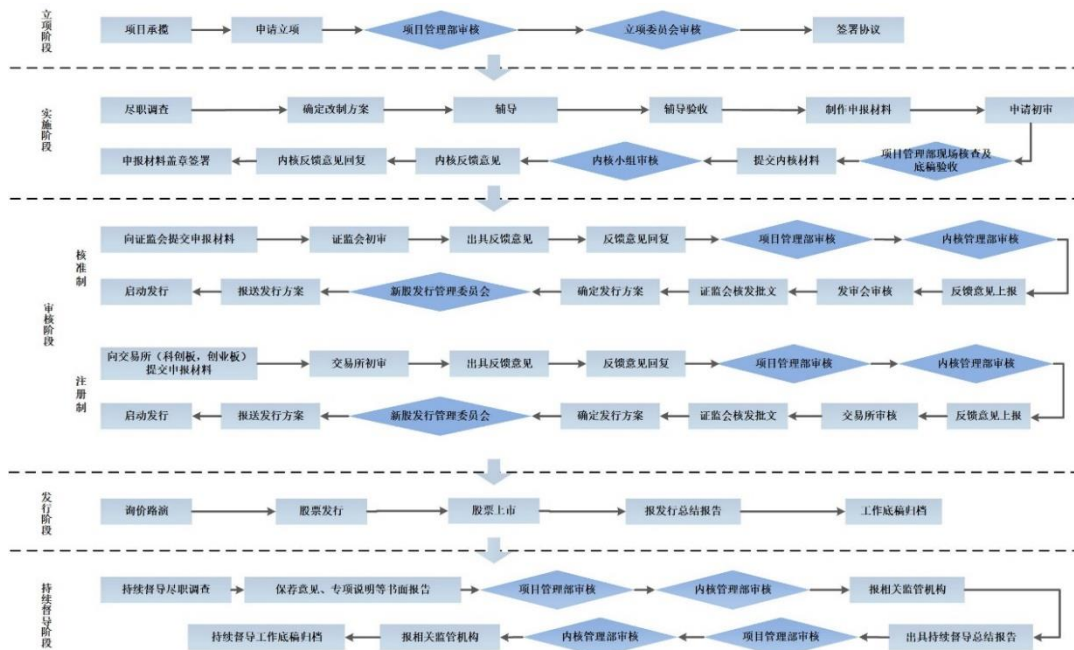 立项阶段
项目承揽
申请立项
项目管理部审核
立项委员会审核
签署协议
实施阶段
尽职调查
确定改制方案
辅导
辅导验收
制作申报材料
申请初审
项目管理部现场核查及
底稿验收
提交内核材料
内核小组审核
内核反馈意见
内核反馈意见回复
申报材料盖章签署
审核阶段
核准制
向证监会提交申报材料
证监会初审
出具反馈意见
反馈意见回复
项目管理部审核
内核管理部审核
反馈意见上报
发审会审核
证监会核发批文
确定发行方案
新股发行管理委员会
报送发行方案
启动发行
注册制
向交易所（科创板，创业板）
提交申报材料
交易所初审
出具反馈意见
反馈意见回复
项目管理部审核
内核管理部审核
反馈意见上报
交易所审核
证监会核发批文
确定发行方案
新股发行管理委员会
报送发行方案
启动发行
发行阶段
询价路演
股票发行
股票上市
报发行总结报告
工作底稿归档
持续督导阶段
持续督导尽职调查
保荐意见、专项说明等书面报告
项目管理部审核
内核管理部审核
报相关监管机构
出具持续督导总结报告
项目管理部审核
内核管理部审核
报相关监管机构
持续督导工作底稿归档